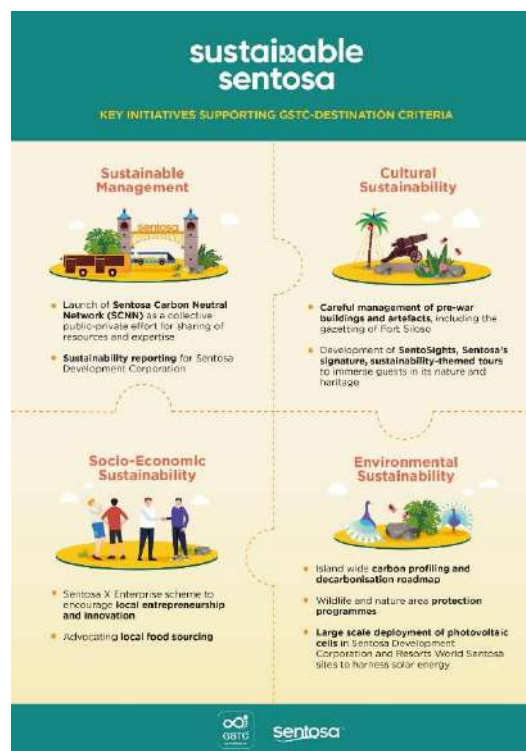 sustainable
sentosa
KEY INITIATIVES SUPPORTING GSTC-DESTINATION CRITERIA
Sustainable
Management
sentosa
• Launch of Sentosa Carbon Neutral
Network (SCNN) as a collective
public-private effort for sharing of
resources and expertise
• Sustainability reporting for Sentosa
Development Corporation
Cultural
Sustainability
• Careful management of pre-war
buildings and artefacts, including the
gazetting of Fort Siloso
• Development of SentoSights, Sentosa's
signature, sustainability-themed tours
to immerse guests in its nature and
heritage
Socio-Economic
Sustainability
• Sentosa X Enterprise scheme to
encourage local entrepreneurship
and innovation
• Advocating local food sourcing
Environmental
Sustainability
• Island wide carbon profiling and
decarbonisation roadmap
• Wildlife and nature area protection
programmes
• Large scale deployment of photovoltaic
cells in Sentosa Development
Corporation and Resorts World Sentosa
sites to harness solar energy
GSTC
sentosa